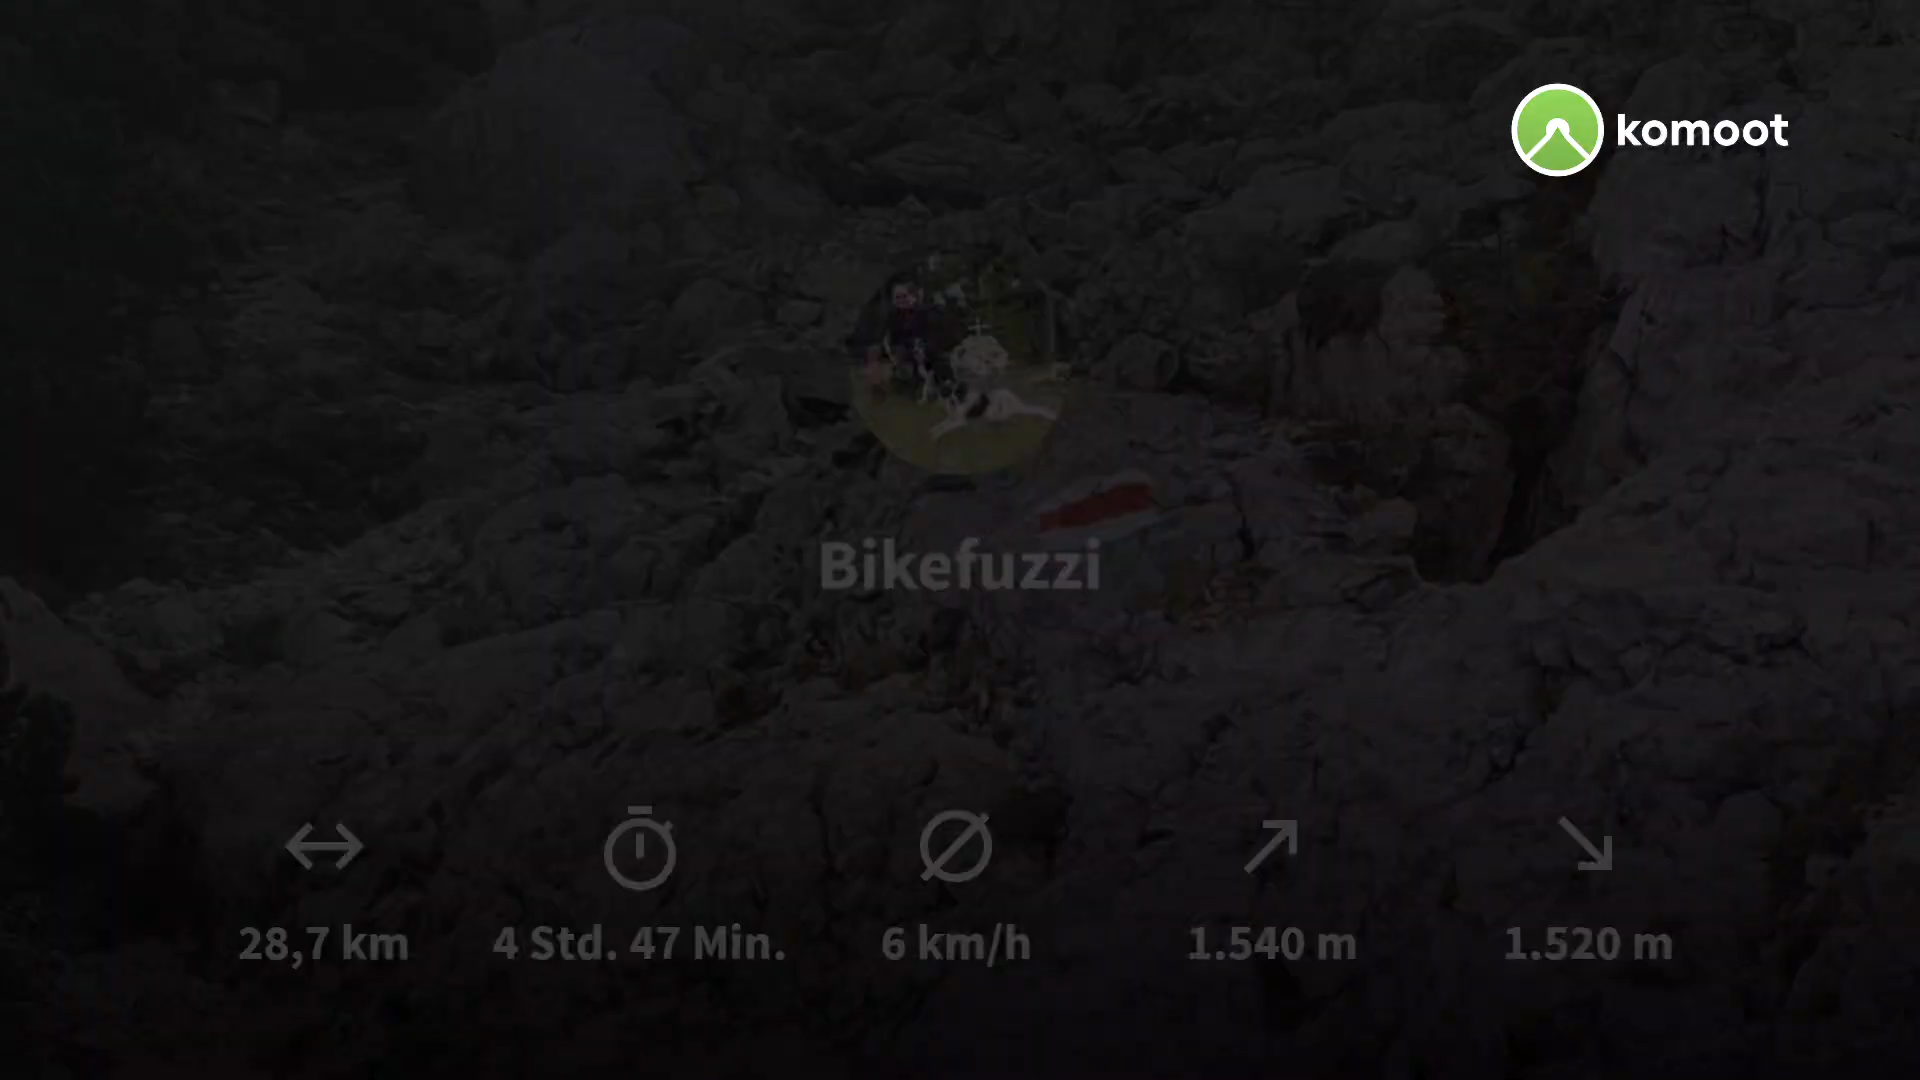 komoot
Bikefuzzi
28,7 km
4 Std. 47 Min.
6 km/h
1.540 m
1.520 m